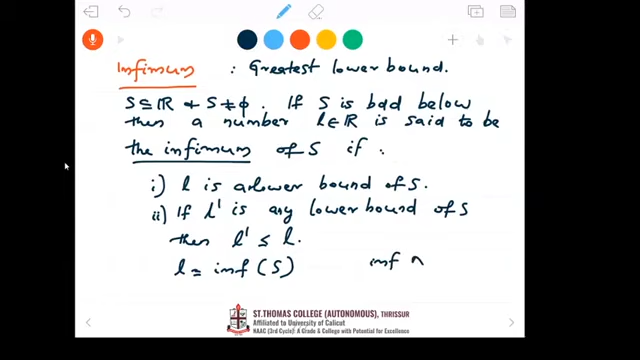 Infimum : Greatest lower bound.
S ⊆ ℝ & S ≠ ϕ. If S is bdd below
then a number l ∈ ℝ is said to be
the infimum of S if :
i) l is a lower bound of S.
ii) If l' is any lower bound of S
then l' ≤ l.
l = inf (S) inf
ST.THOMAS COLLEGE (AUTONOMOUS), THRISSUR
Affiliated to University of Calicut
NAAC (3rd Cycle): A Grade & College with Potential for Excellence